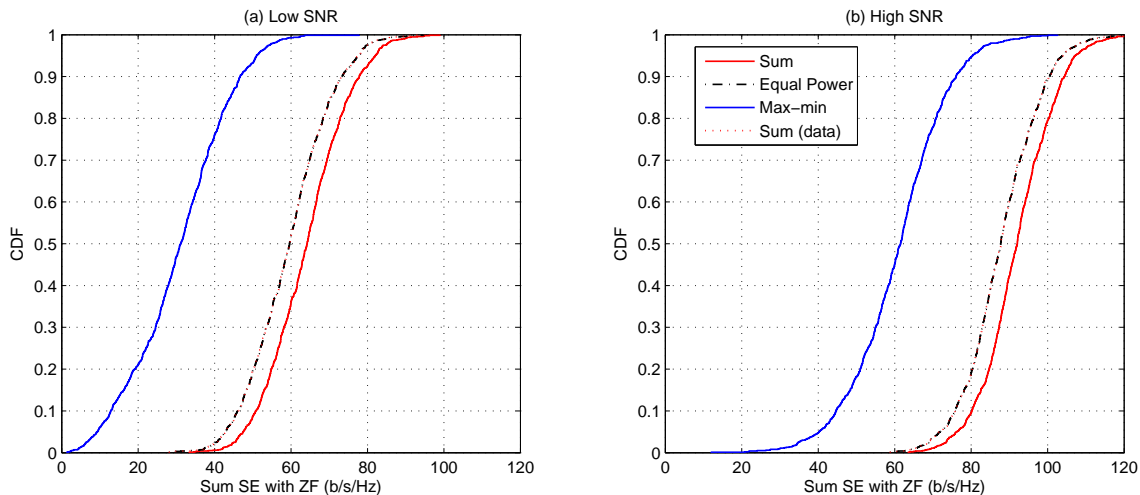 (a) Low SNR
1
0.9
0.8
0.7
0.6
0.5
0.4
0.3
0.2
0.1
0
CDF
0 20 40 60 80 100 120
Sum SE with ZF (b/s/Hz)
(b) High SNR
1
0.9
0.8
0.7
0.6
0.5
0.4
0.3
0.2
0.1
0
CDF
Sum
Equal Power
Max−min
Sum (data)
0 20 40 60 80 100 120
Sum SE with ZF (b/s/Hz)